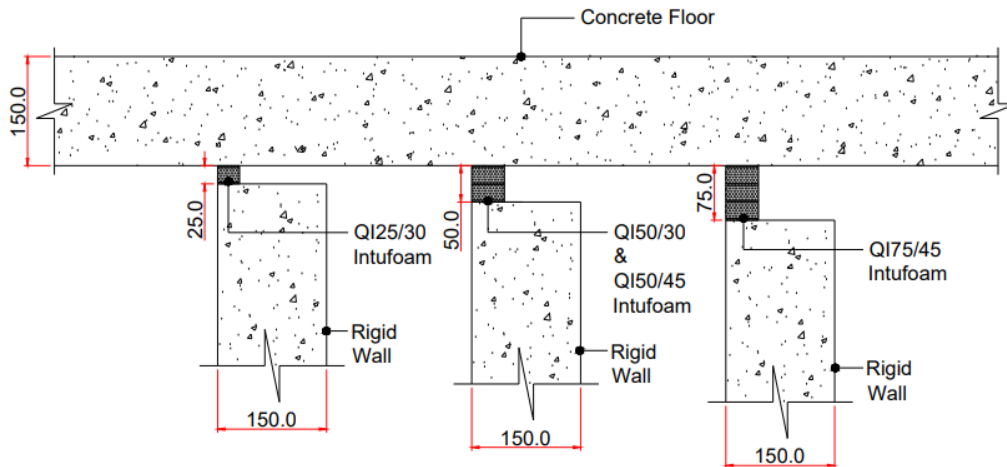 Concrete Floor
150.0
25.0
QI25/30
Intufoam
Rigid
Wall
150.0
50.0
QI50/30
&
QI50/45
Intufoam
Rigid
Wall
150.0
75.0
QI75/45
Intufoam
Rigid
Wall
150.0